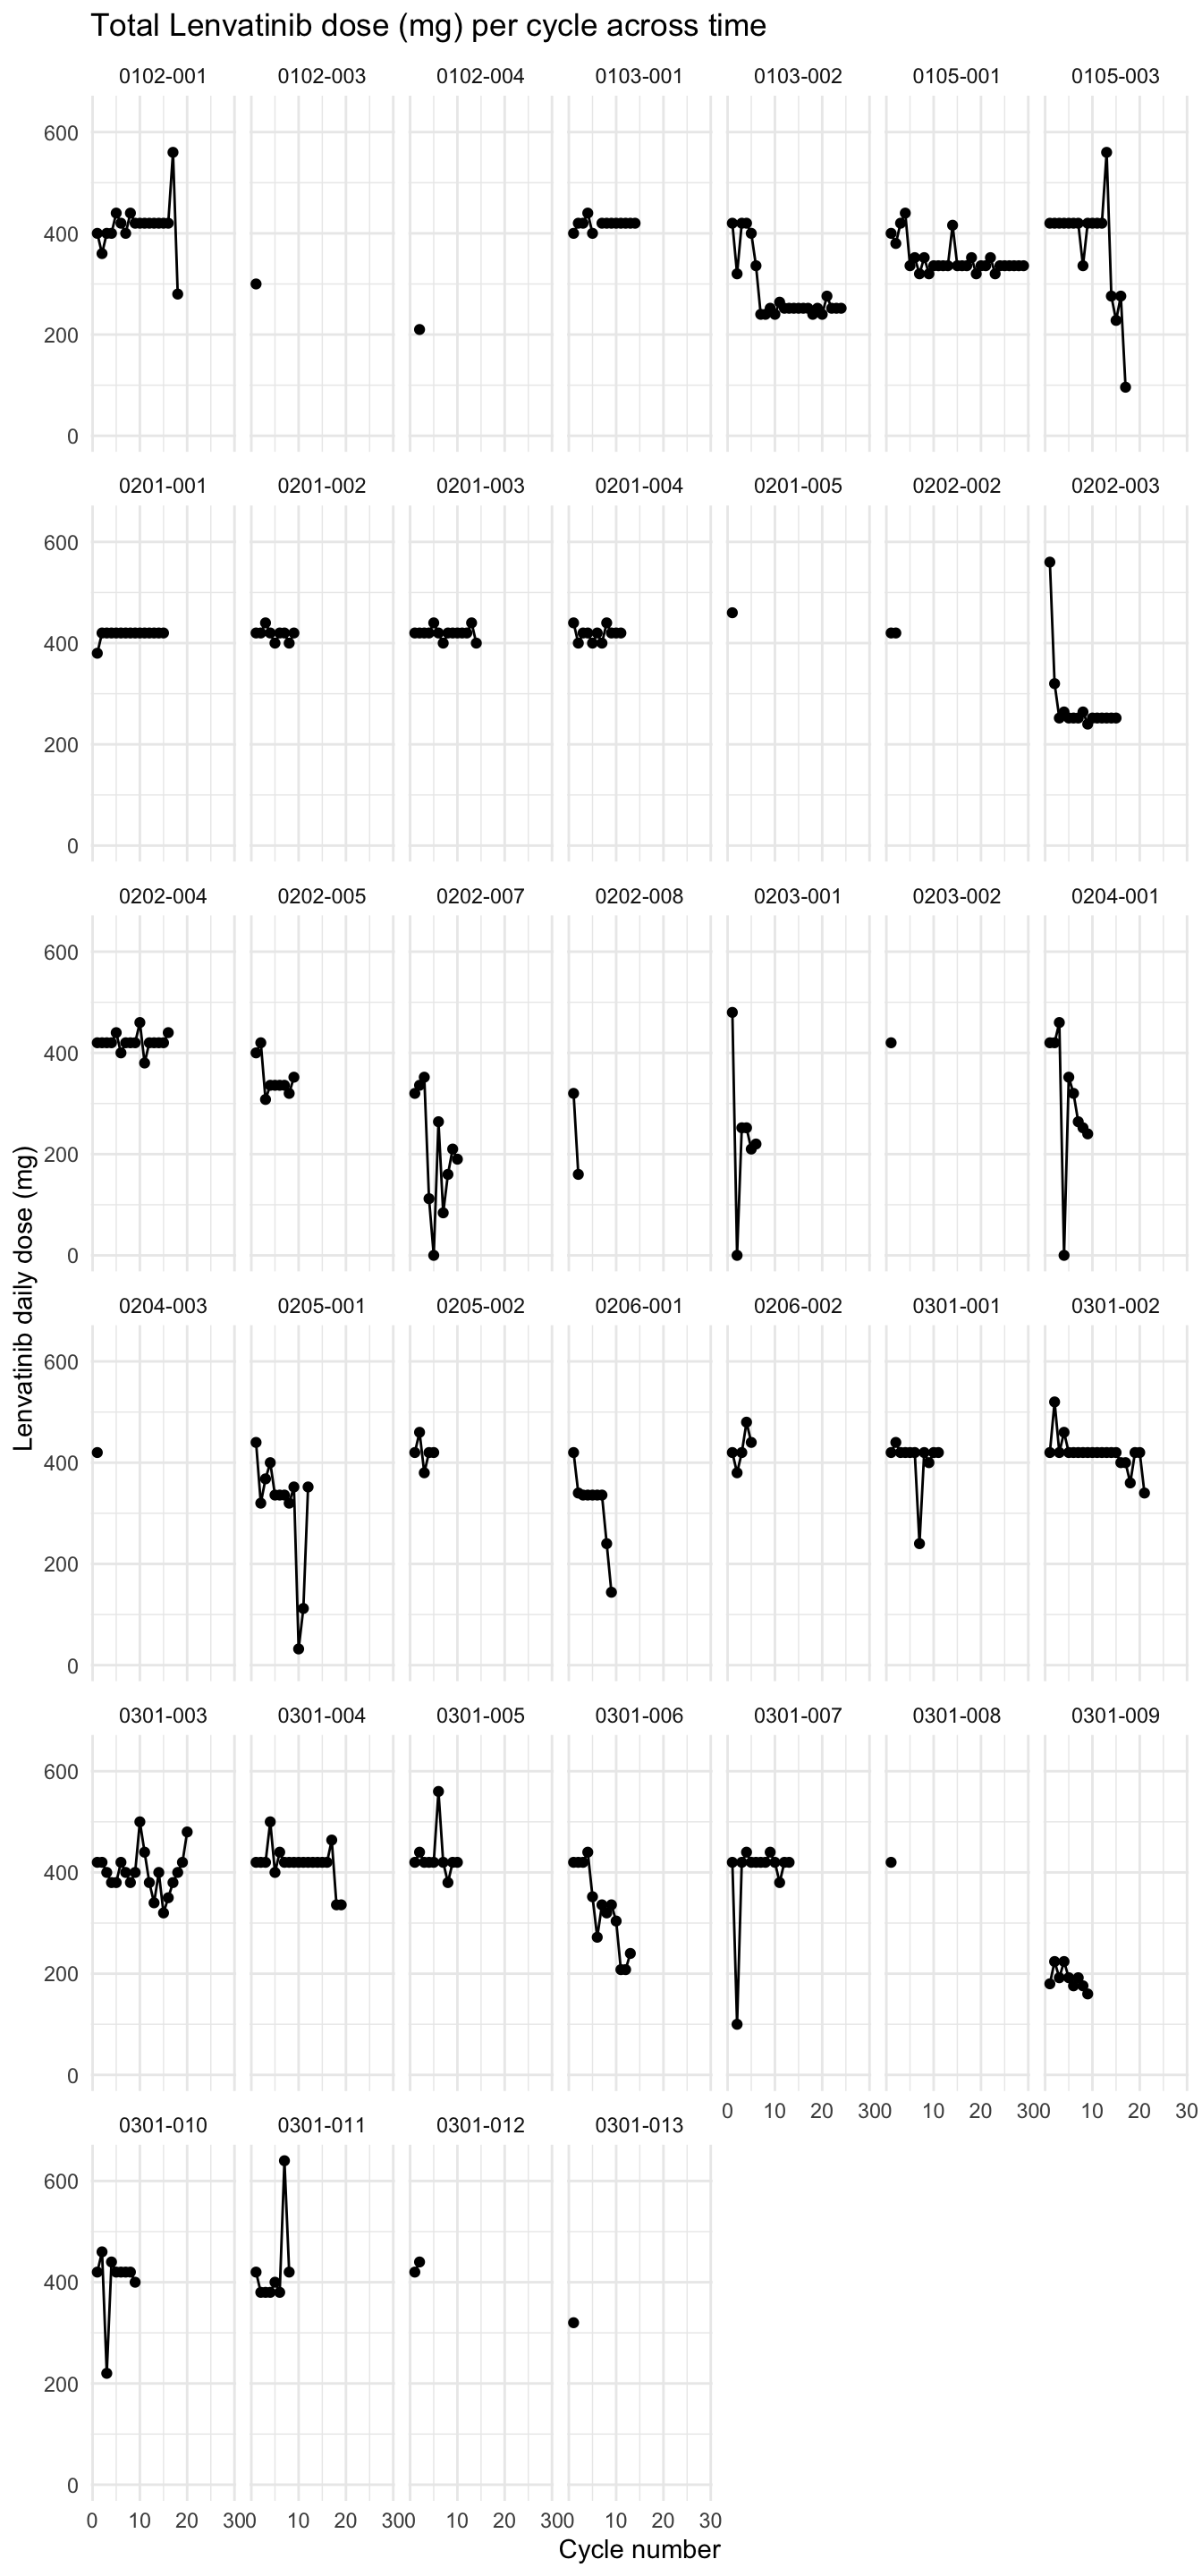 Total Lenvatinib dose (mg) per cycle across time
0102-001 0102-003 0102-004 0103-001 0103-002 0105-001 0105-003
600
400
200
0
0201-001 0201-002 0201-003 0201-004 0201-005 0202-002 0202-003
600
400
200
0
0202-004 0202-005 0202-007 0202-008 0203-001 0203-002 0204-001
600
400
200
0
Lenvatinib daily dose (mg)
0204-003 0205-001 0205-002 0206-001 0206-002 0301-001 0301-002
600
400
200
0
0301-003 0301-004 0301-005 0301-006 0301-007 0301-008 0301-009
600
400
200
0
0 10 20 300 10 20 300 10 20 30
0301-010 0301-011 0301-012 0301-013
600
400
200
0
0 10 20 300 10 20 300 10 20 300 10 20 30
Cycle number